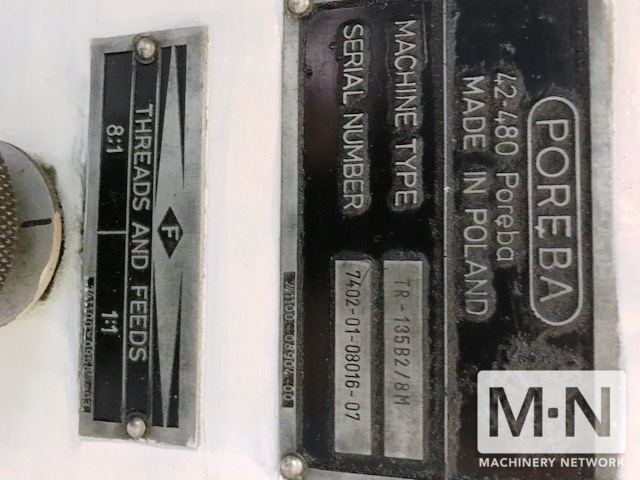 PORĘBA
42-480 Poręba
MADE IN POLAND
MACHINE TYPE TR-135B2/8M
SERIAL NUMBER 7402-01-08016-07
F
THREADS AND FEEDS
8:1 1:1
M·N
MACHINERY NETWORK